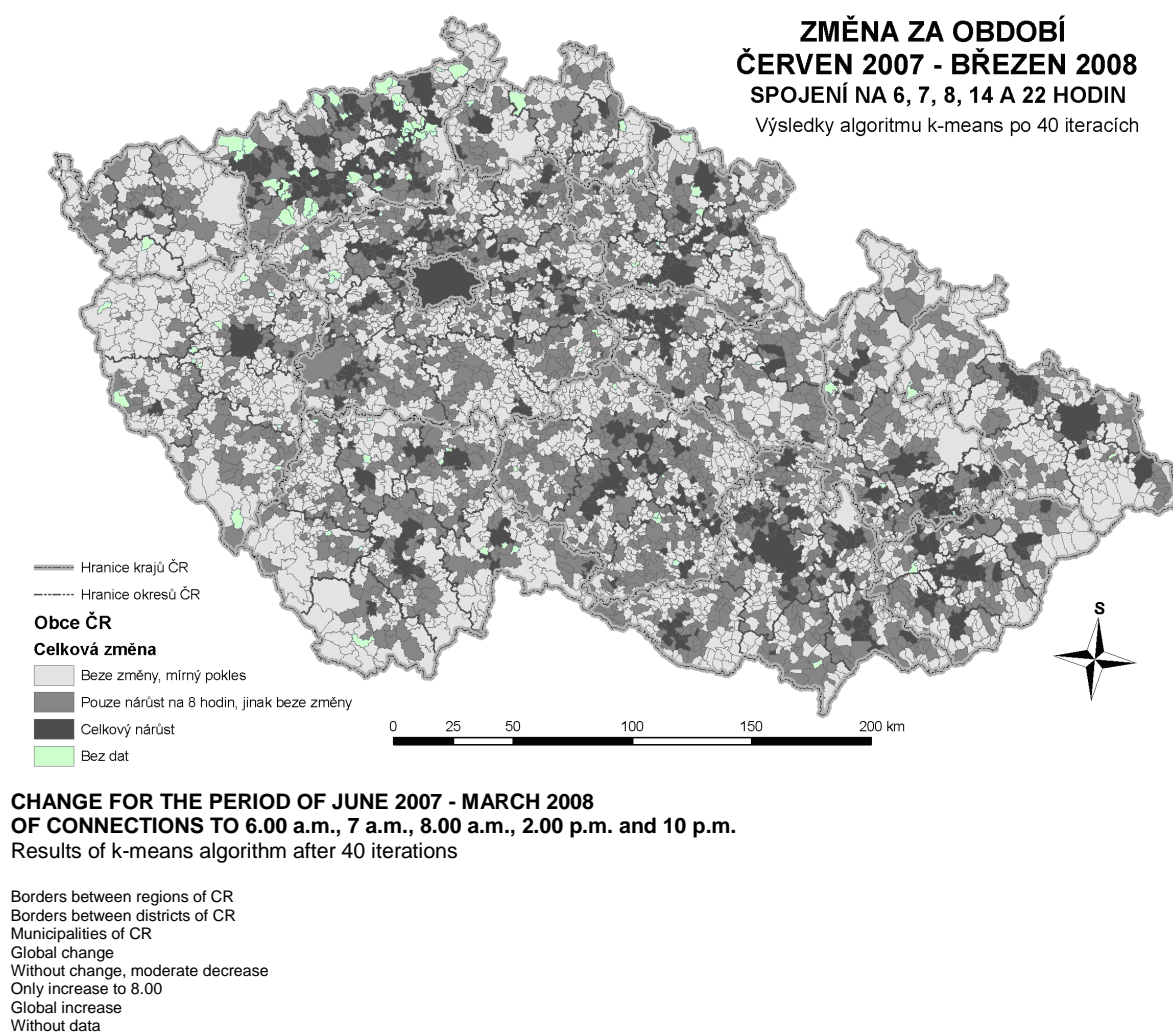 ZMĚNA ZA OBDOBÍ
ČERVEN 2007 - BŘEZEN 2008
SPOJENÍ NA 6, 7, 8, 14 A 22 HODIN
Výsledky algoritmu k-means po 40 iteracích
Hranice krajů ČR
Hranice okresů ČR
Obce ČR
Celková změna
Beze změny, mírný pokles
Pouze nárůst na 8 hodin, jinak beze změny
Celkový nárůst
Bez dat
0 25 50 100 150 200 km
S
CHANGE FOR THE PERIOD OF JUNE 2007 - MARCH 2008
OF CONNECTIONS TO 6.00 a.m., 7 a.m., 8.00 a.m., 2.00 p.m. and 10 p.m.
Results of k-means algorithm after 40 iterations
Borders between regions of CR
Borders between districts of CR
Municipalities of CR
Global change
Without change, moderate decrease
Only increase to 8.00
Global increase
Without data